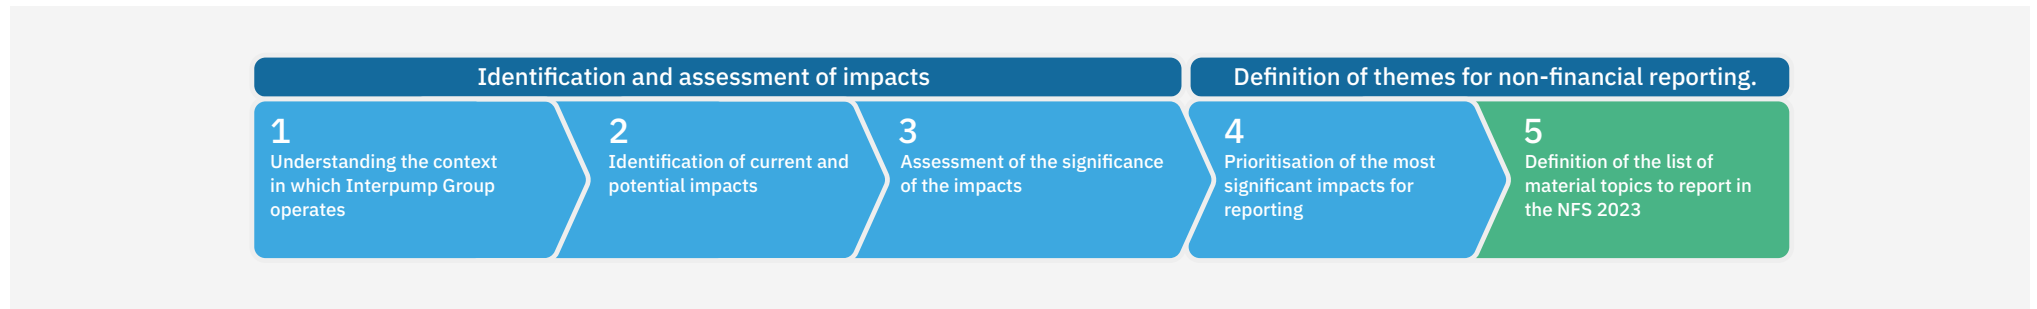 Identification and assessment of impacts
Definition of themes for non-financial reporting.
1
Understanding the context
in which Interpump Group
operates
2
Identification of current and
potential impacts
3
Assessment of the significance
of the impacts
4
Prioritisation of the most
significant impacts for
reporting
5
Definition of the list of
material topics to report in
the NFS 2023